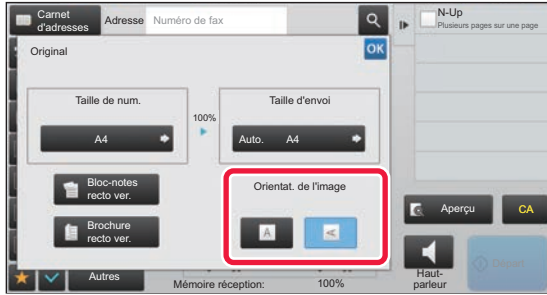 Carnet
d'adresses
Adresse
Numéro de fax
N-Up
Plusieurs pages sur une page
Original
OK
Taille de num.
Taille d'envoi
100%
A4
Auto. A4
Bloc-notes
recto ver.
Orientat. de l'image
A
A
Brochure
recto ver.
Aperçu
CA
Autres
Mémoire réception: 100%
Haut-
parleur
Départ